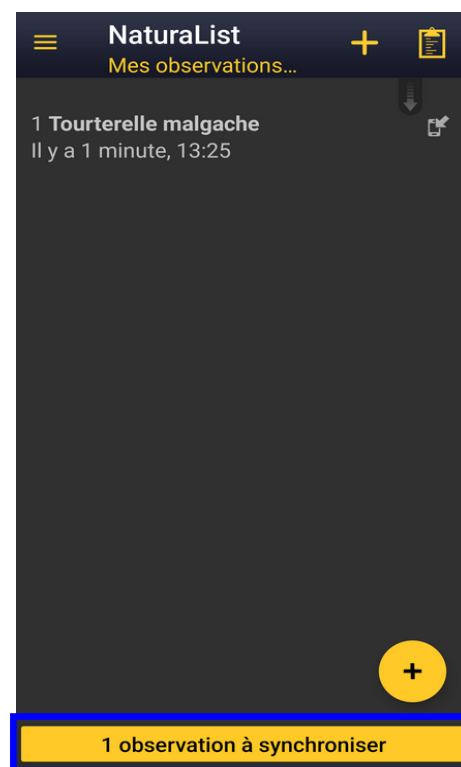 NaturaList
Mes observations...
1 Tourterelle malgache
Il y a 1 minute, 13:25
1 observation à synchroniser